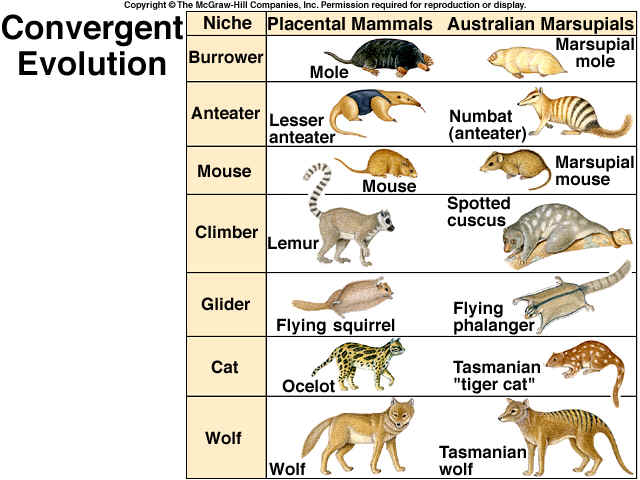 Copyright © The McGraw-Hill Companies, Inc. Permission required for reproduction or display.
Convergent
Evolution
Niche Placental Mammals Australian Marsupials
Burrower
Mole
Marsupial
mole
Anteater
Lesser
anteater
Numbat
(anteater)
Mouse
Mouse
Marsupial
mouse
Climber
Lemur
Spotted
cuscus
Glider
Flying squirrel
Flying
phalanger
Cat
Ocelot
Tasmanian
"tiger cat"
Wolf
Wolf
Tasmanian
wolf